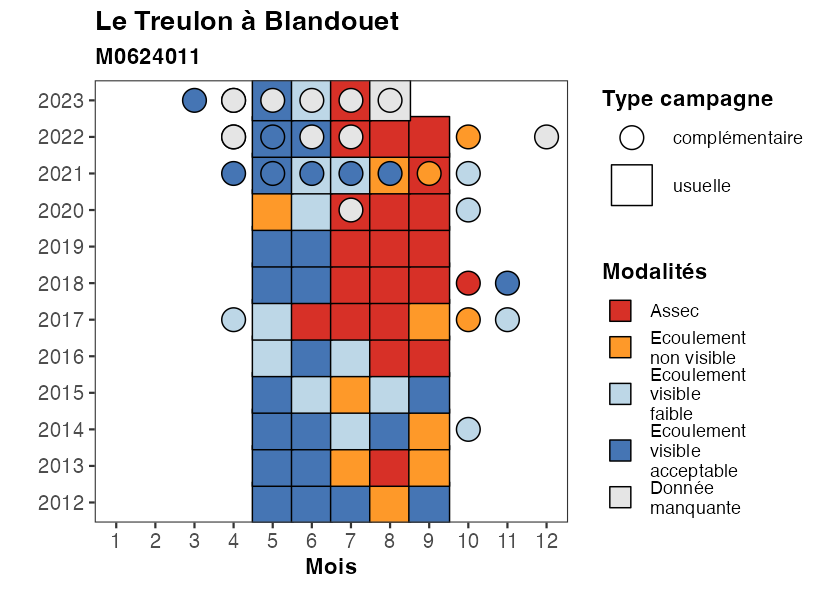 Le Treulon à Blandouet
M0624011
2023
2022
2021
2020
2019
2018
2017
2016
2015
2014
2013
2012
1 2 3 4 5 6 7 8 9 10 11 12
Mois
Type campagne
complémentaire
usuelle
Modalités
Assec
Ecoulement
non visible
Ecoulement
visible
faible
Ecoulement
visible
acceptable
Donnée
manquante